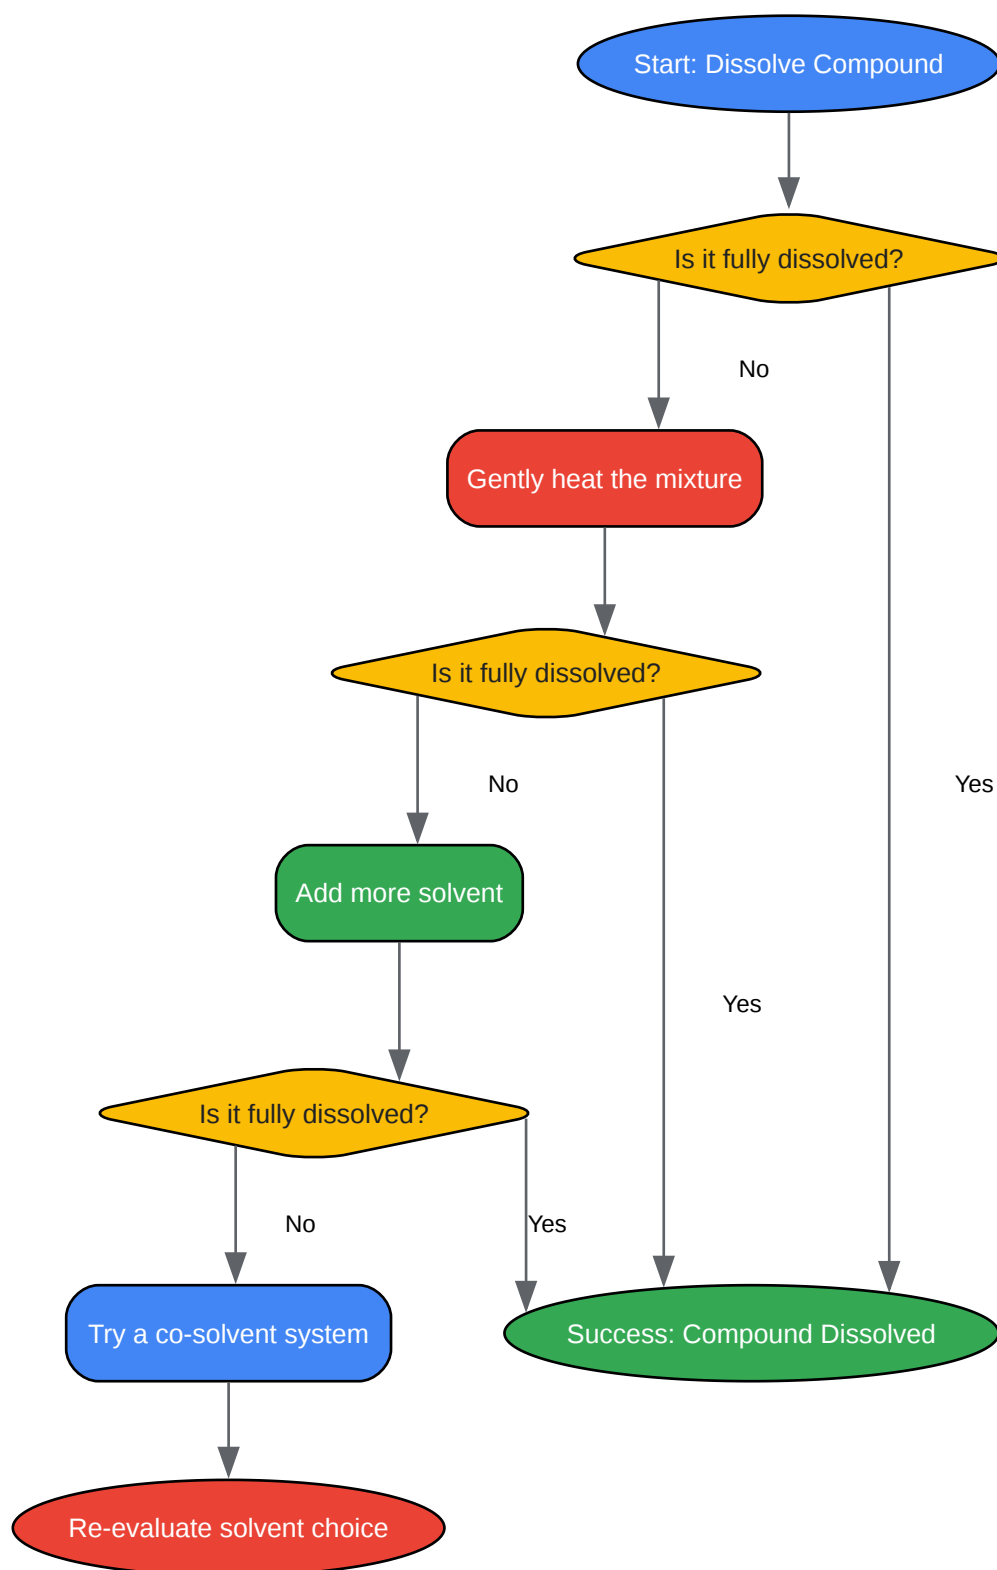 Start: Dissolve Compound
Is it fully dissolved?
No
Gently heat the mixture
Is it fully dissolved?
No
Yes
Add more solvent
Yes
Is it fully dissolved?
No
Yes
Try a co-solvent system
Success: Compound Dissolved
Re-evaluate solvent choice